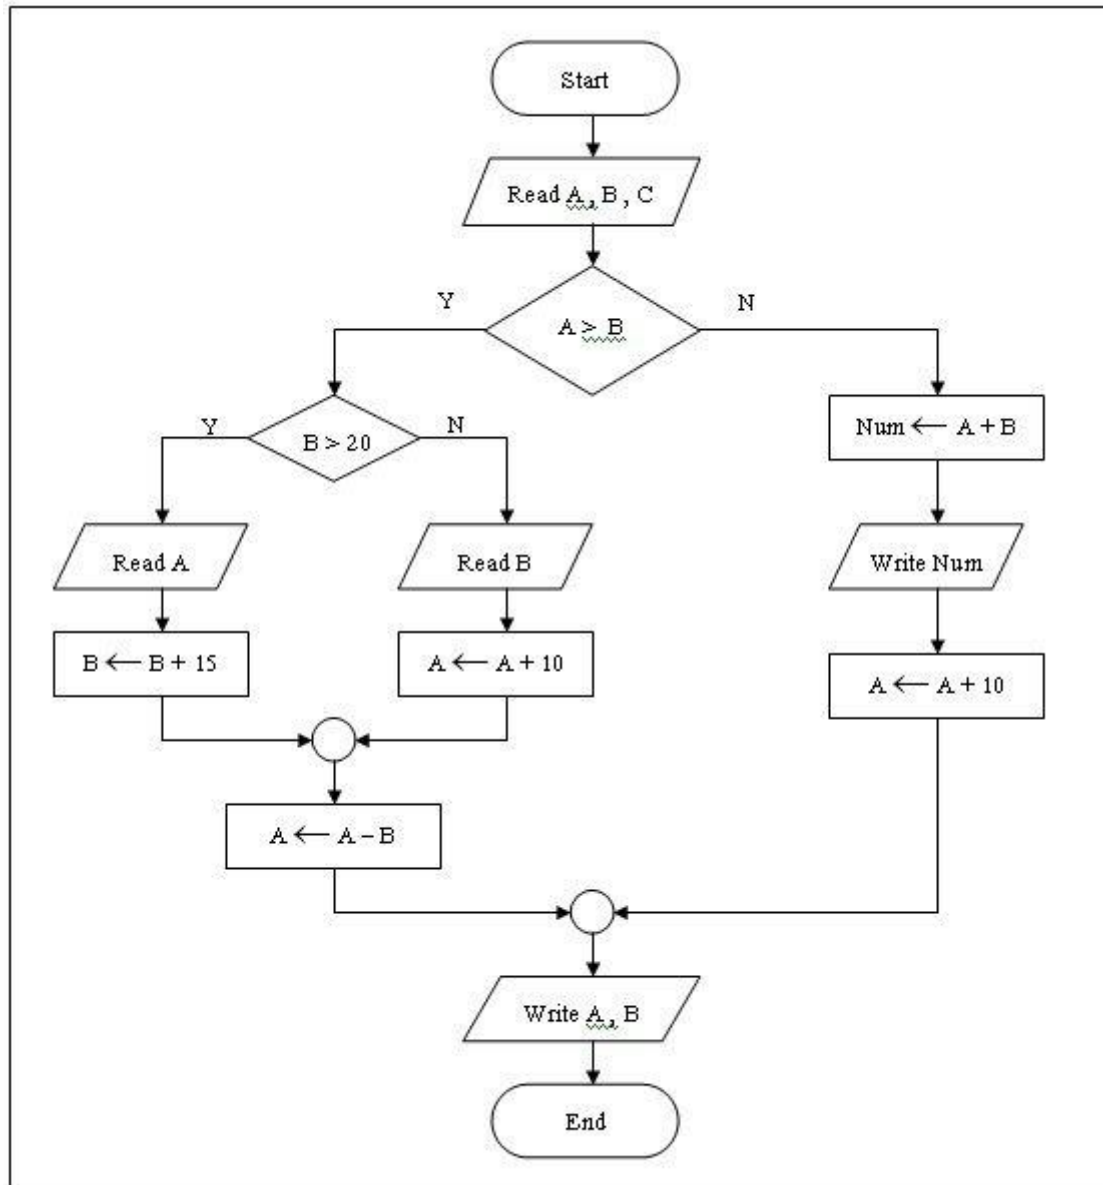 Start
Read A, B , C
Y
N
A > B
Y
N
B > 20
Num ← A + B
Read A
Read B
Write Num
B ← B + 15
A ← A + 10
A ← A + 10
A ← A – B
Write A, B
End